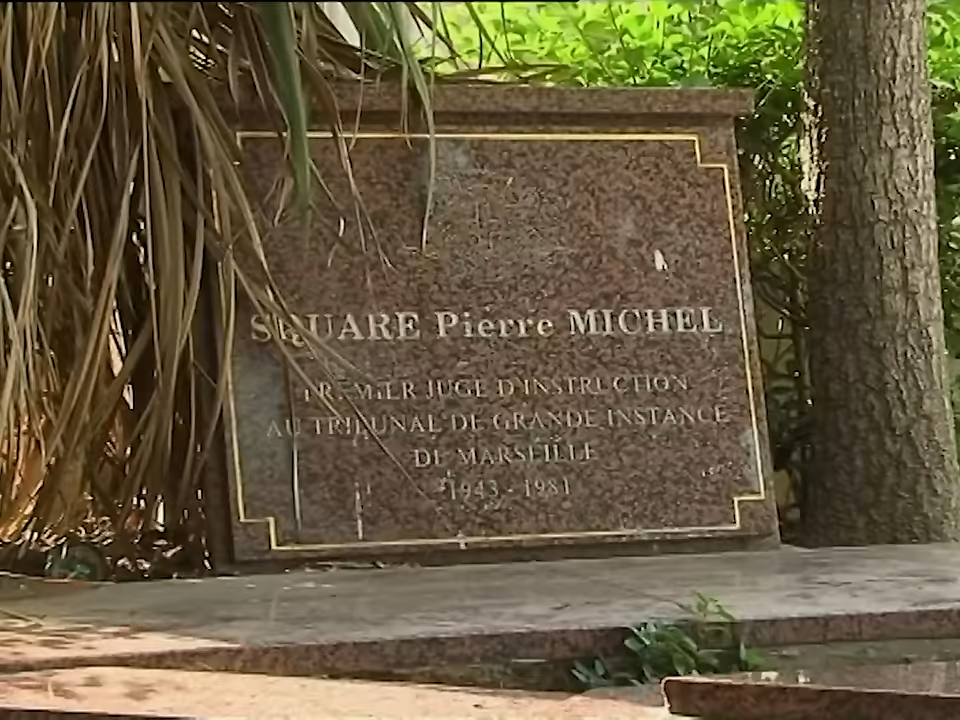 SQUARE Pierre MICHEL
PREMIER JUGE D'INSTRUCTION
AU TRIBUNAL DE GRANDE INSTANCE
DE MARSEILLE
1943 - 1981